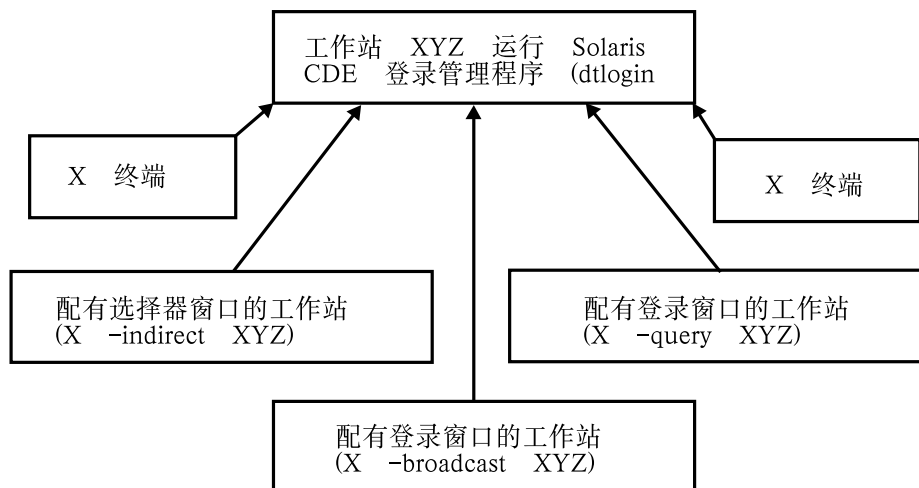 工作站 XYZ 运行 Solaris
CDE 登录管理程序 (dtlogin
X 终端
X 终端
配有选择器窗口的工作站
(X -indirect XYZ)
配有登录窗口的工作站
(X -query XYZ)
配有登录窗口的工作站
(X -broadcast XYZ)